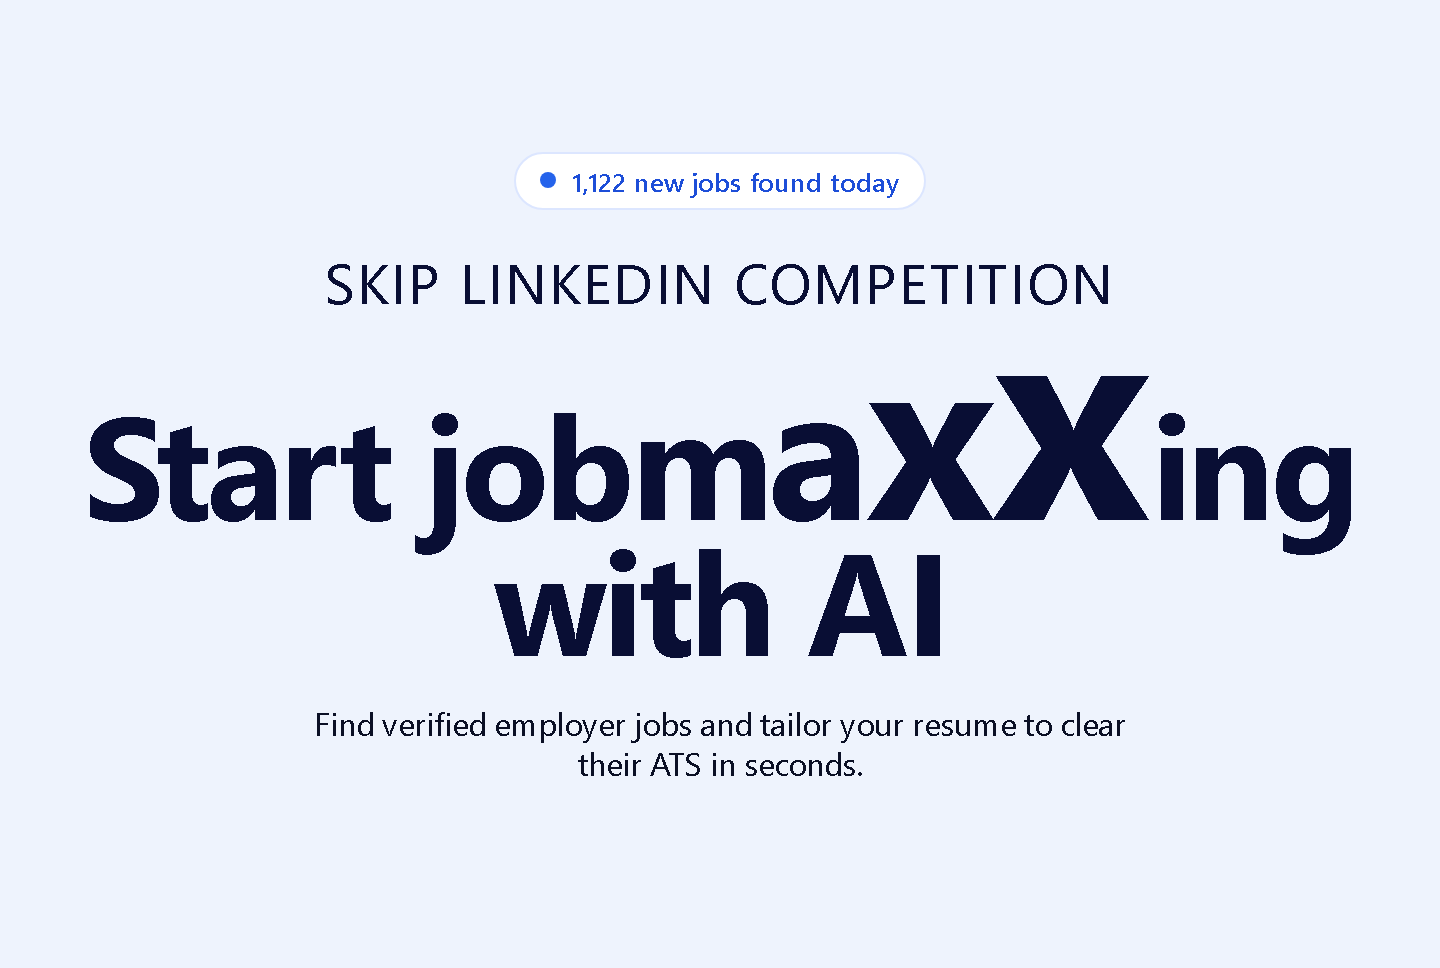 1,122 new jobs found today
SKIP LINKEDIN COMPETITION
Start jobmaxxing
with AI
Find verified employer jobs and tailor your resume to clear
their ATS in seconds.